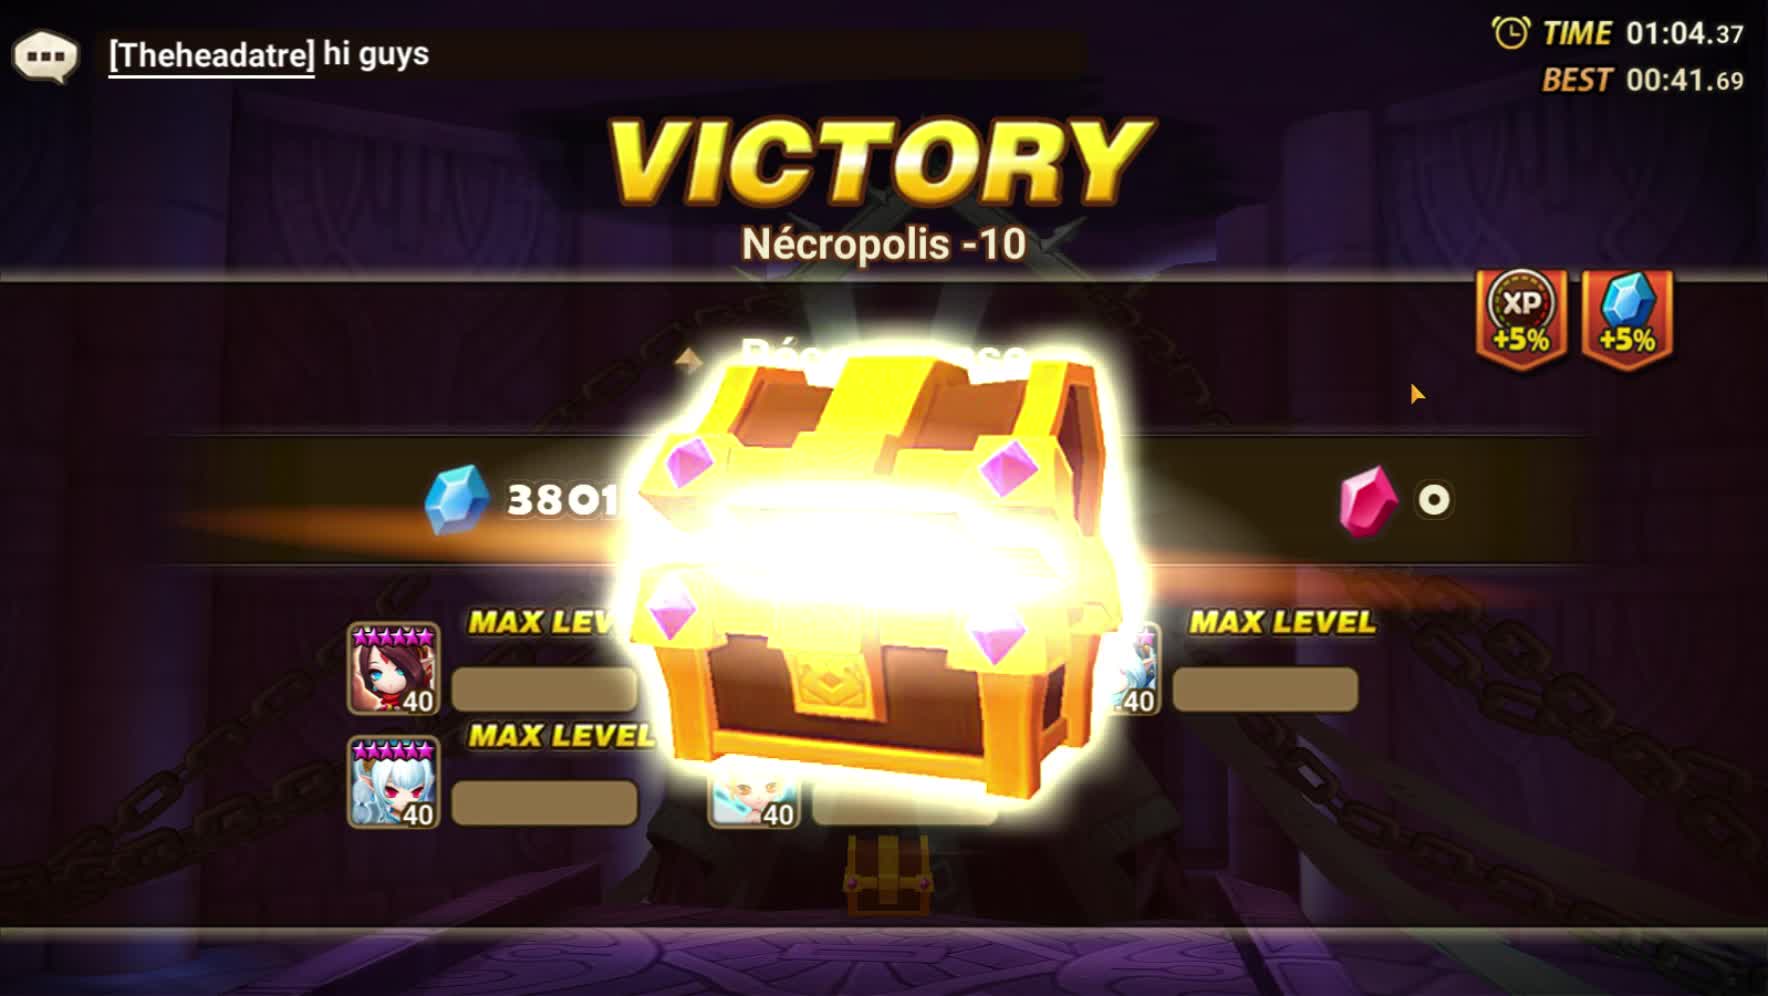 [Theheadatre] hi guys
TIME 01:04.37
BEST 00:41.69
VICTORY
Nécropolis -10
XP
+5%
+5%
3801
0
MAX LEV
MAX LEVEL
40
40
MAX LEVEL
40
40